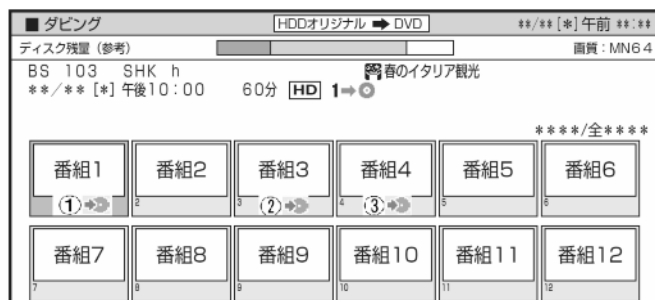 ■ ダビング HDDオリジナル ➡ DVD **/** [*] 午前 **:**
ディスク残量（参考） 画質：MN64
BS 103 SHK h 春のイタリア観光
**/** [*] 午後10：00 60分 HD 1➡
****/全****
番組1 番組2 番組3 番組4 番組5 番組6
① 2 3 ② 4 ③ 5 6
番組7 番組8 番組9 番組10 番組11 番組12
7 8 9 10 11 12